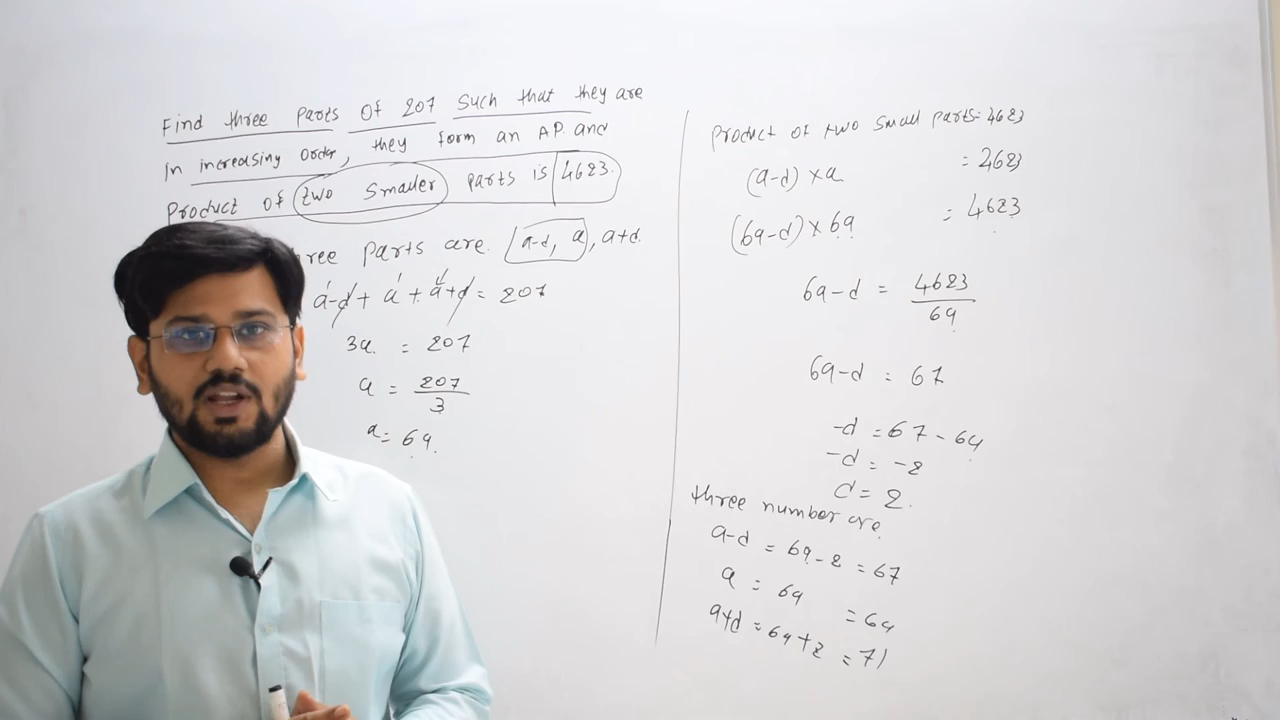 Find three parts of 207 such that they are
in increasing order, they form an A.P. and
Product of two smaller parts is 4623.
ree parts are. a-d, a, a+d.
a-d + a + a+d = 207
3a. = 207
a = 207/3
a = 69.
product of two small parts = 4623
(a-d) × a = 4623
(69-d) × 69 = 4623
69-d = 4623/69
69-d = 67
-d = 67 - 69
-d = -2
d = 2.
three number are
a-d = 69-2 = 67
a = 69 = 69
a+d = 69+2 = 71